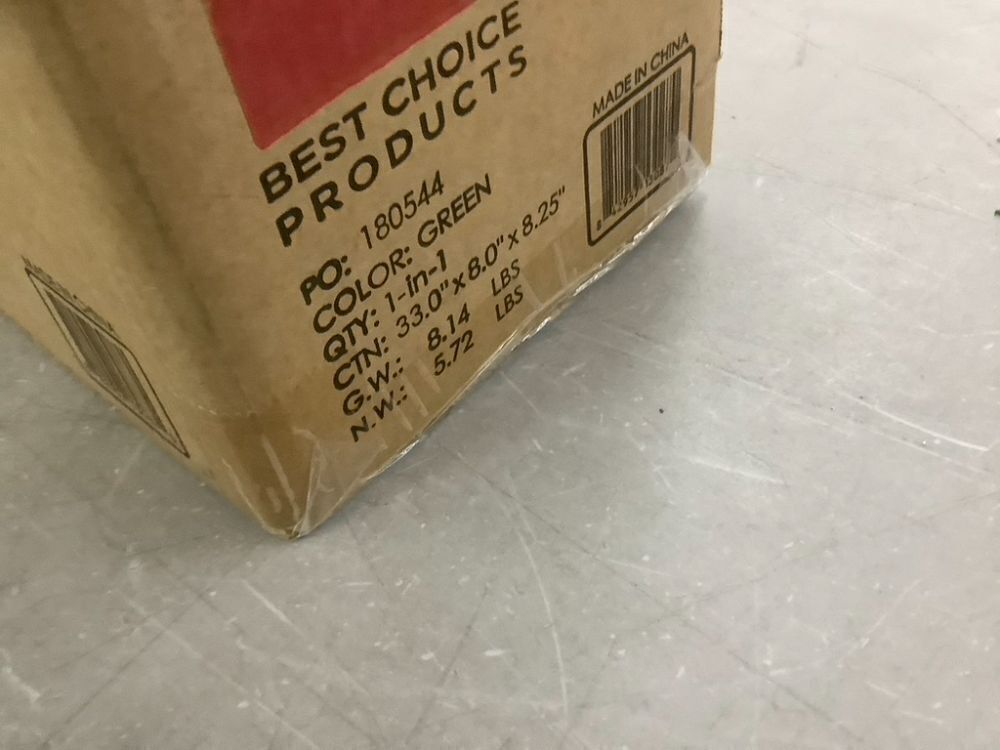 BEST CHOICE
PRODUCTS
PO: 180544
COLOR: GREEN
QTY: 1-in-1
CTN: 33.0" x 8.0" x 8.25"
G.W.: 8.14 LBS
N.W.: 5.72 LBS
MADE IN CHINA